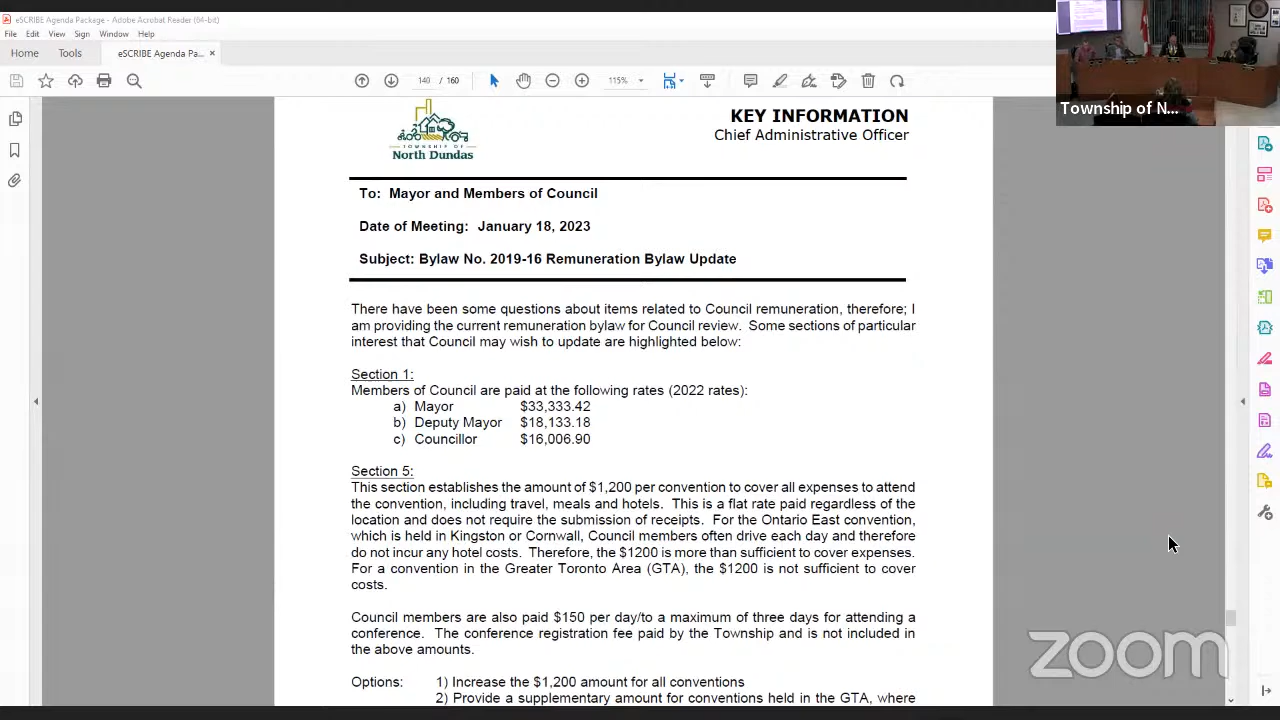 eSCRIBE Agenda Package - Adobe Acrobat Reader (64-bit)
File Edit View Sign Window Help
Home Tools eSCRIBE Agenda Pa... ×
140 / 160 115%
Township of N...
TOWNSHIP OF
North Dundas
KEY INFORMATION
Chief Administrative Officer
To: Mayor and Members of Council
Date of Meeting: January 18, 2023
Subject: Bylaw No. 2019-16 Remuneration Bylaw Update
There have been some questions about items related to Council remuneration, therefore; I
am providing the current remuneration bylaw for Council review. Some sections of particular
interest that Council may wish to update are highlighted below:
Section 1:
Members of Council are paid at the following rates (2022 rates):
a) Mayor $33,333.42
b) Deputy Mayor $18,133.18
c) Councillor $16,006.90
Section 5:
This section establishes the amount of $1,200 per convention to cover all expenses to attend
the convention, including travel, meals and hotels. This is a flat rate paid regardless of the
location and does not require the submission of receipts. For the Ontario East convention,
which is held in Kingston or Cornwall, Council members often drive each day and therefore
do not incur any hotel costs. Therefore, the $1200 is more than sufficient to cover expenses.
For a convention in the Greater Toronto Area (GTA), the $1200 is not sufficient to cover
costs.
Council members are also paid $150 per day/to a maximum of three days for attending a
conference. The conference registration fee paid by the Township and is not included in
the above amounts.
Options: 1) Increase the $1,200 amount for all conventions
2) Provide a supplementary amount for conventions held in the GTA, where
zoom